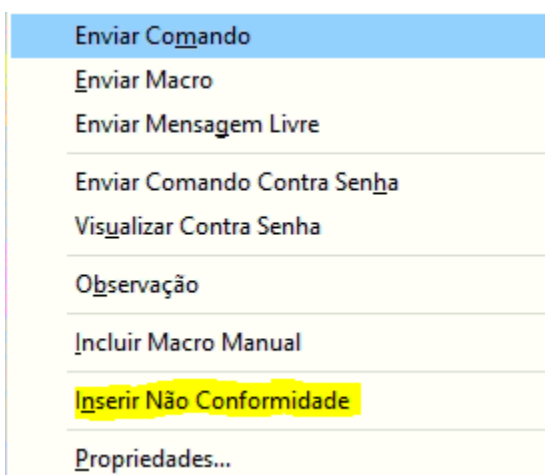 Enviar Comando
Enviar Macro
Enviar Mensagem Livre
Enviar Comando Contra Senha
Visualizar Contra Senha
Observação
Incluir Macro Manual
Inserir Não Conformidade
Propriedades...